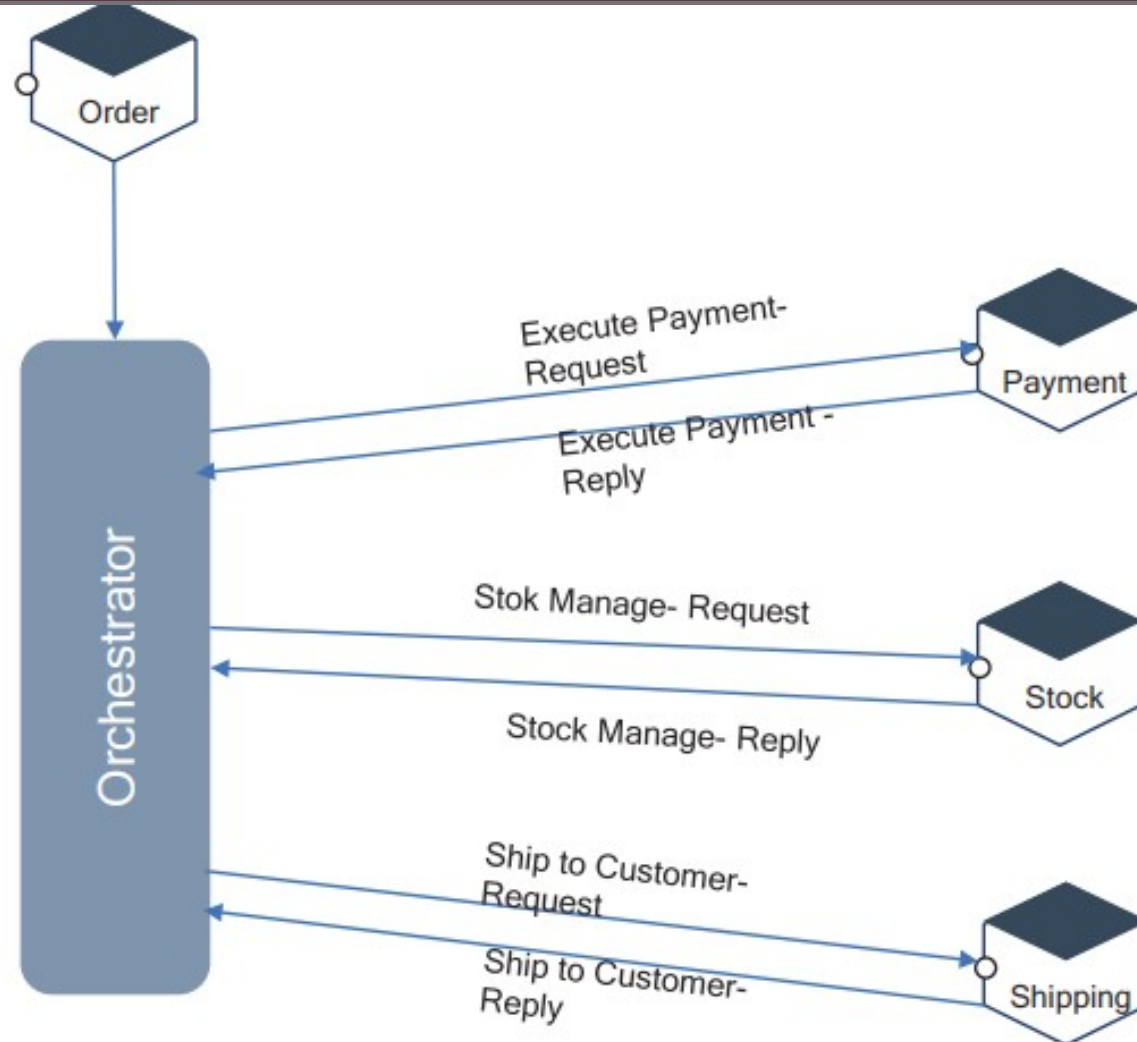 Order
Execute Payment-
Request
Payment
Execute Payment -
Reply
Orchestrator
Stok Manage- Request
Stock
Stock Manage- Reply
Ship to Customer-
Request
Shipping
Ship to Customer-
Reply